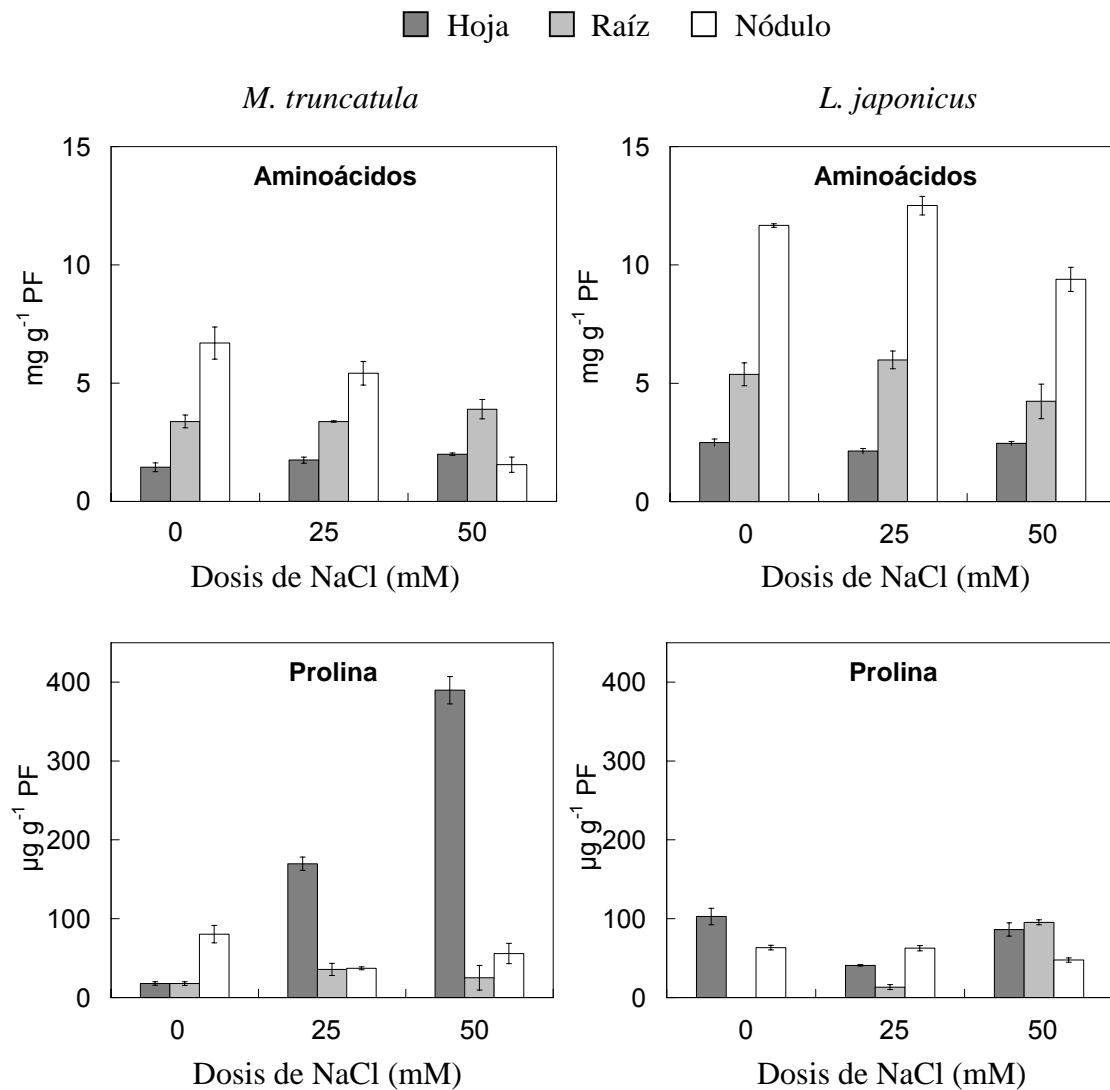 Hoja Raíz Nódulo
M. truncatula L. japonicus
Aminoácidos
15
10
5
0
mg g⁻¹ PF
0 25 50
Dosis de NaCl (mM)
Aminoácidos
15
10
5
0
mg g⁻¹ PF
0 25 50
Dosis de NaCl (mM)
Prolina
400
300
200
100
0
µg g⁻¹ PF
0 25 50
Dosis de NaCl (mM)
Prolina
400
300
200
100
0
µg g⁻¹ PF
0 25 50
Dosis de NaCl (mM)